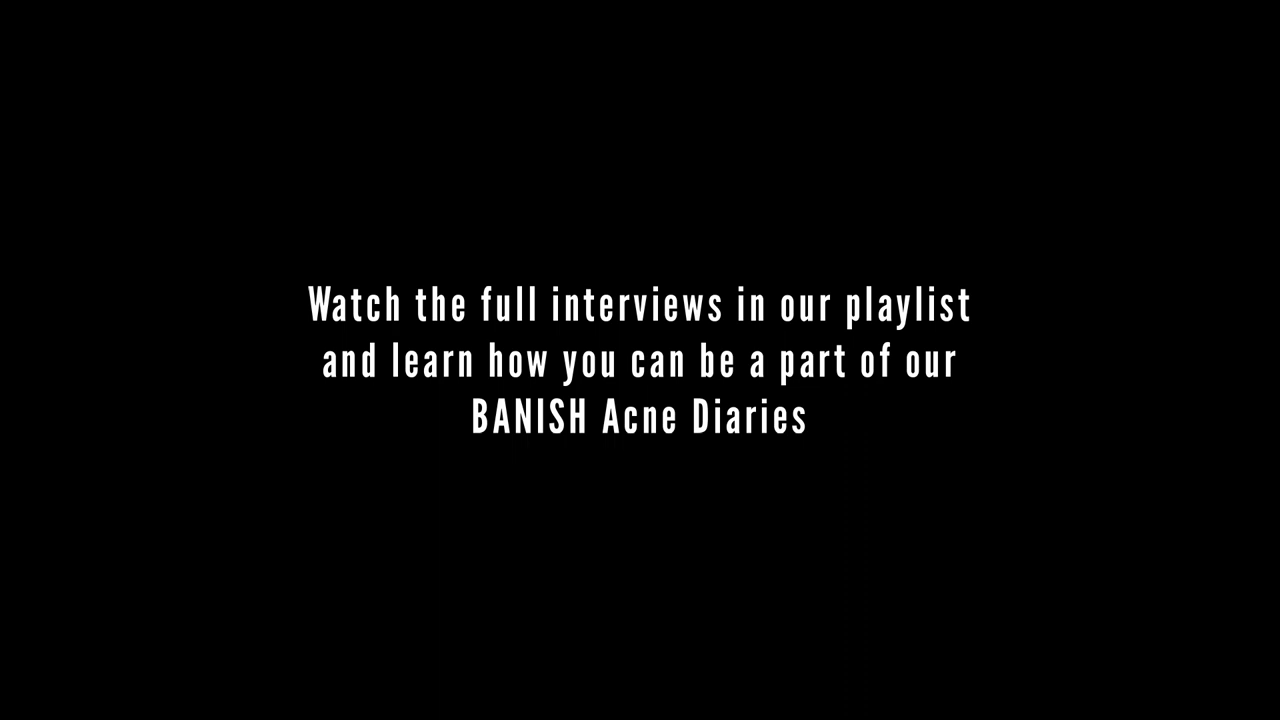 Watch the full interviews in our playlist
and learn how you can be a part of our
BANISH Acne Diaries